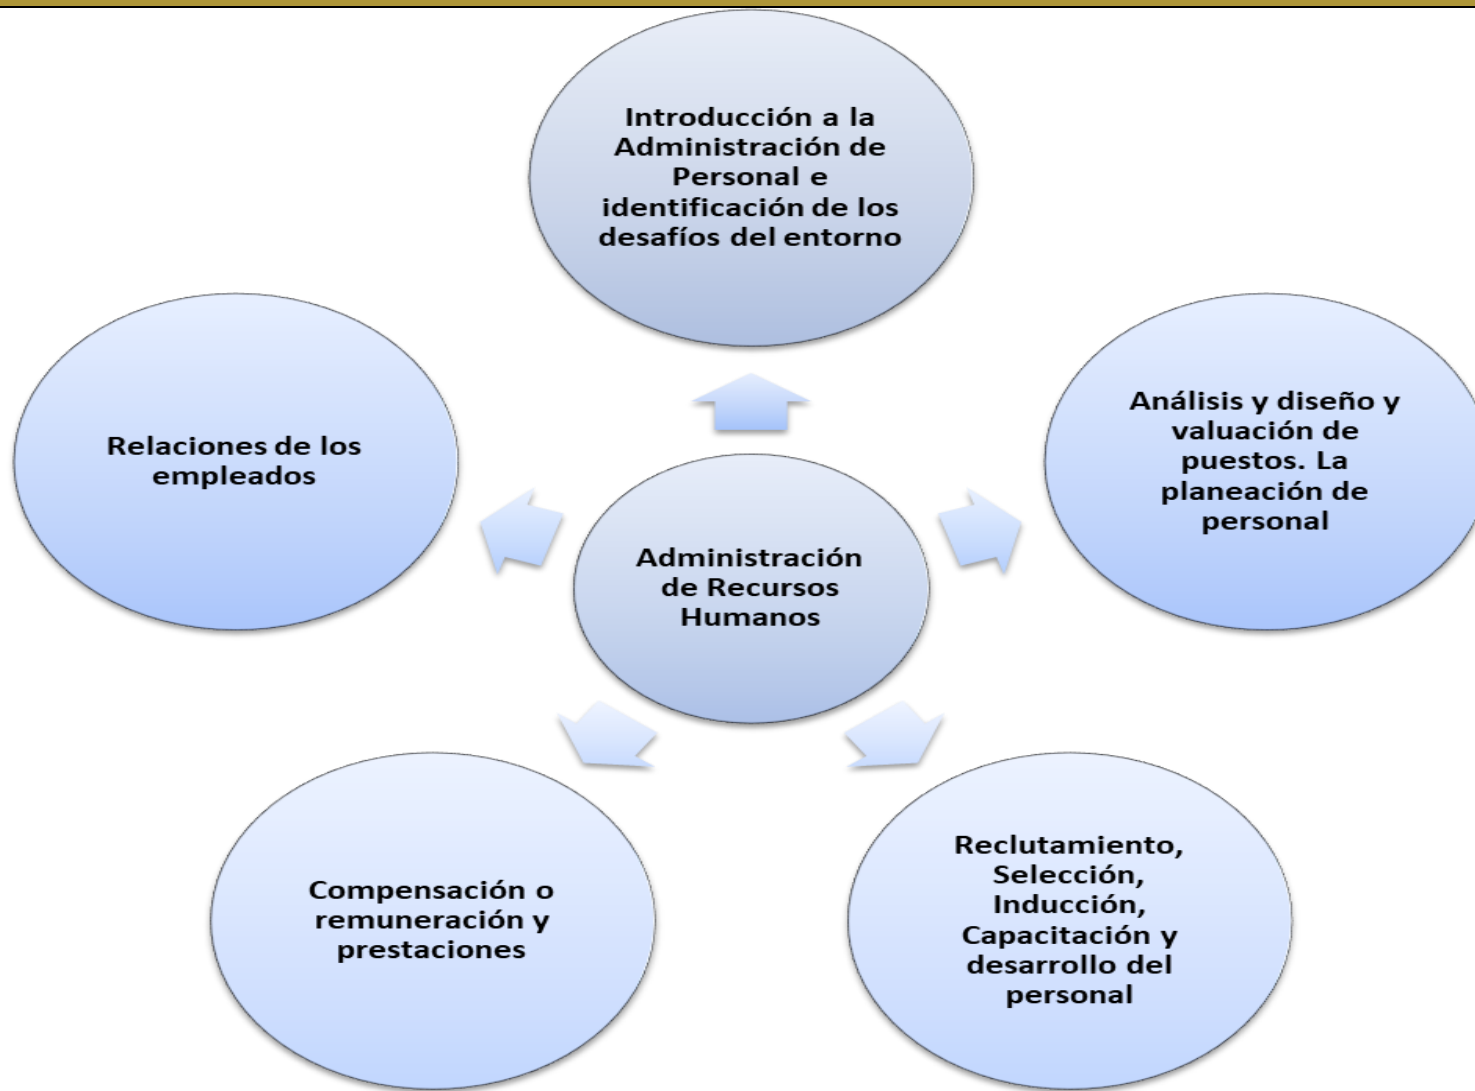 Introducción a la
Administración de
Personal e
identificación de los
desafíos del entorno
Análisis y diseño y
valuación de
puestos. La
planeación de
personal
Relaciones de los
empleados
Administración
de Recursos
Humanos
Reclutamiento,
Selección,
Inducción,
Capacitación y
desarrollo del
personal
Compensación o
remuneración y
prestaciones